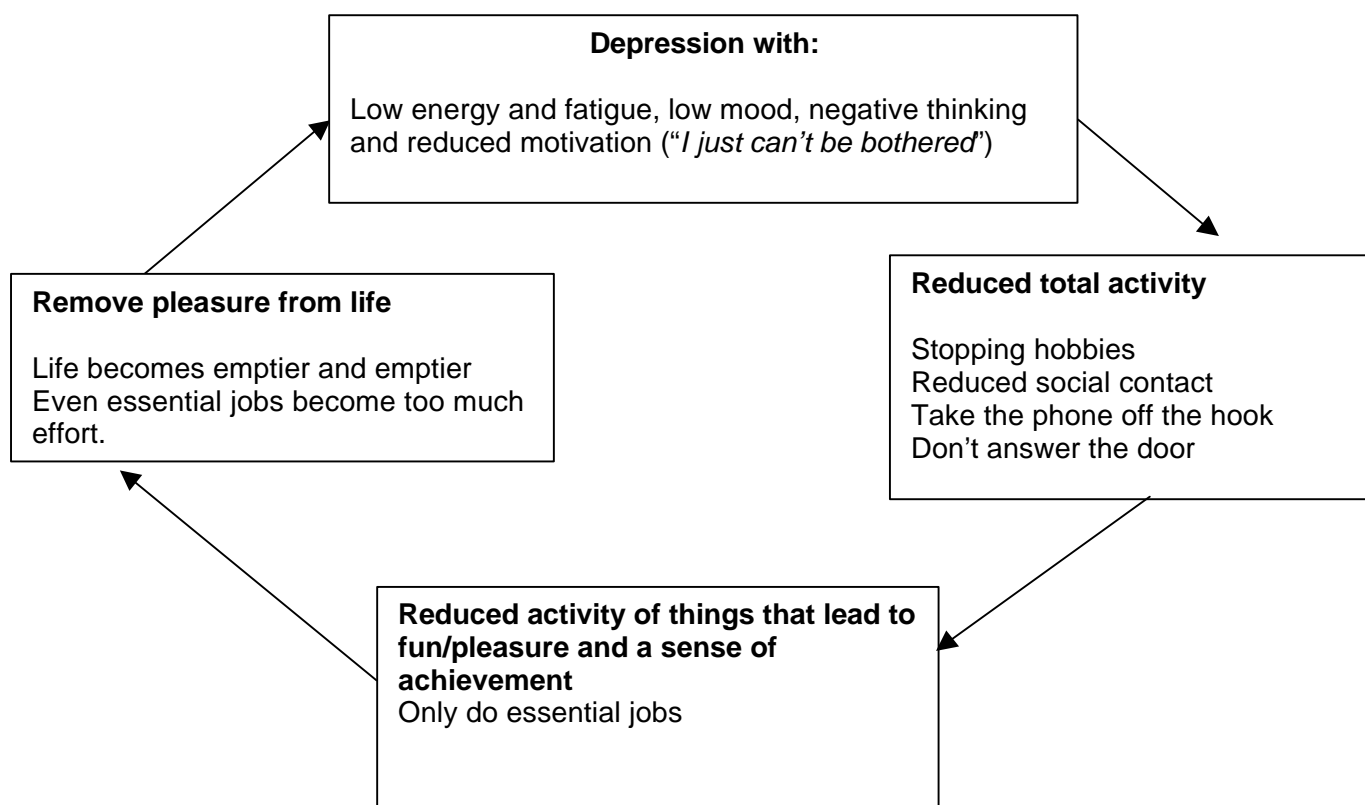 Depression with:
Low energy and fatigue, low mood, negative thinking
and reduced motivation (“I just can’t be bothered”)
Reduced total activity
Stopping hobbies
Reduced social contact
Take the phone off the hook
Don’t answer the door
Reduced activity of things that lead to
fun/pleasure and a sense of
achievement
Only do essential jobs
Remove pleasure from life
Life becomes emptier and emptier
Even essential jobs become too much
effort.